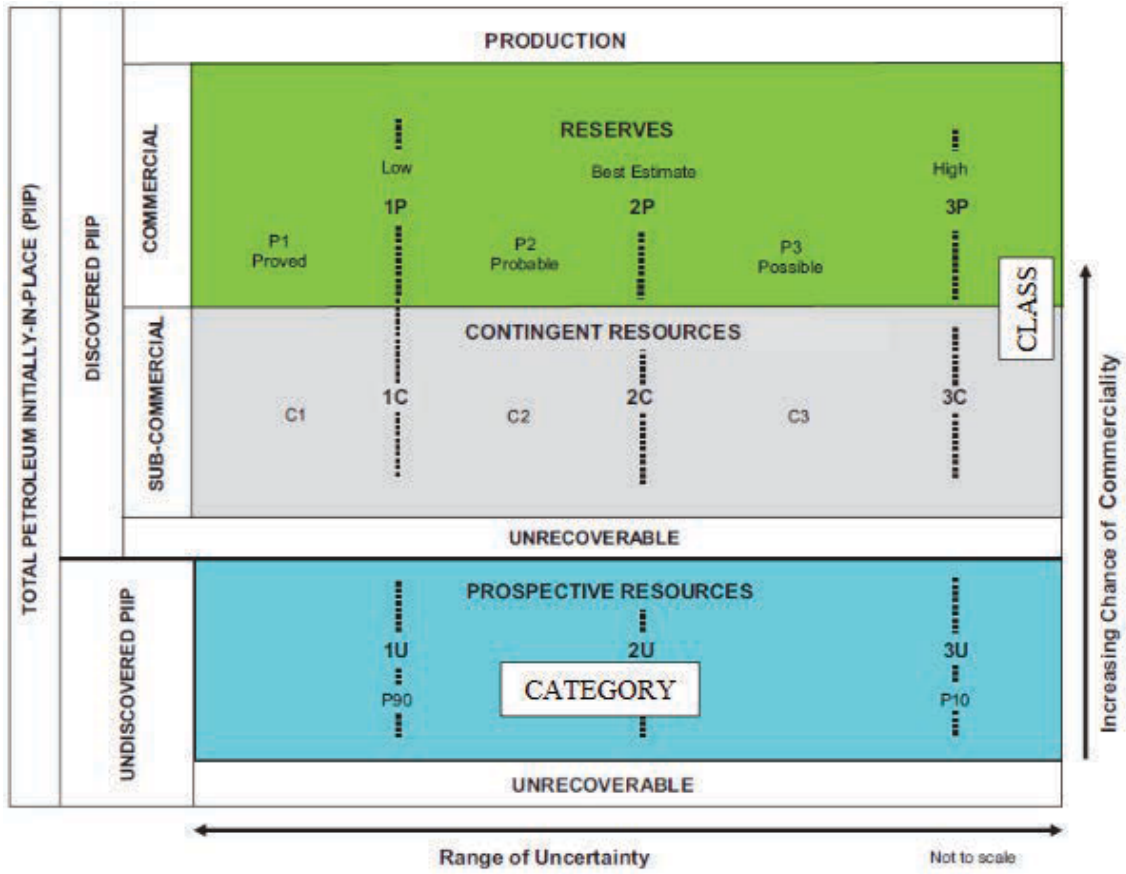 TOTAL PETROLEUM INITIALLY-IN-PLACE (PIIP)
DISCOVERED PIIP
UNDISCOVERED PIIP
COMMERCIAL
SUB-COMMERCIAL
PRODUCTION
RESERVES
Low
Best Estimate
High
1P
2P
3P
P1
Proved
P2
Probable
P3
Possible
CONTINGENT RESOURCES
1C
2C
3C
C1
C2
C3
UNRECOVERABLE
PROSPECTIVE RESOURCES
1U
2U
3U
P90
CATEGORY
P10
UNRECOVERABLE
CLASS
Increasing Chance of Commerciality
Range of Uncertainty
Not to scale